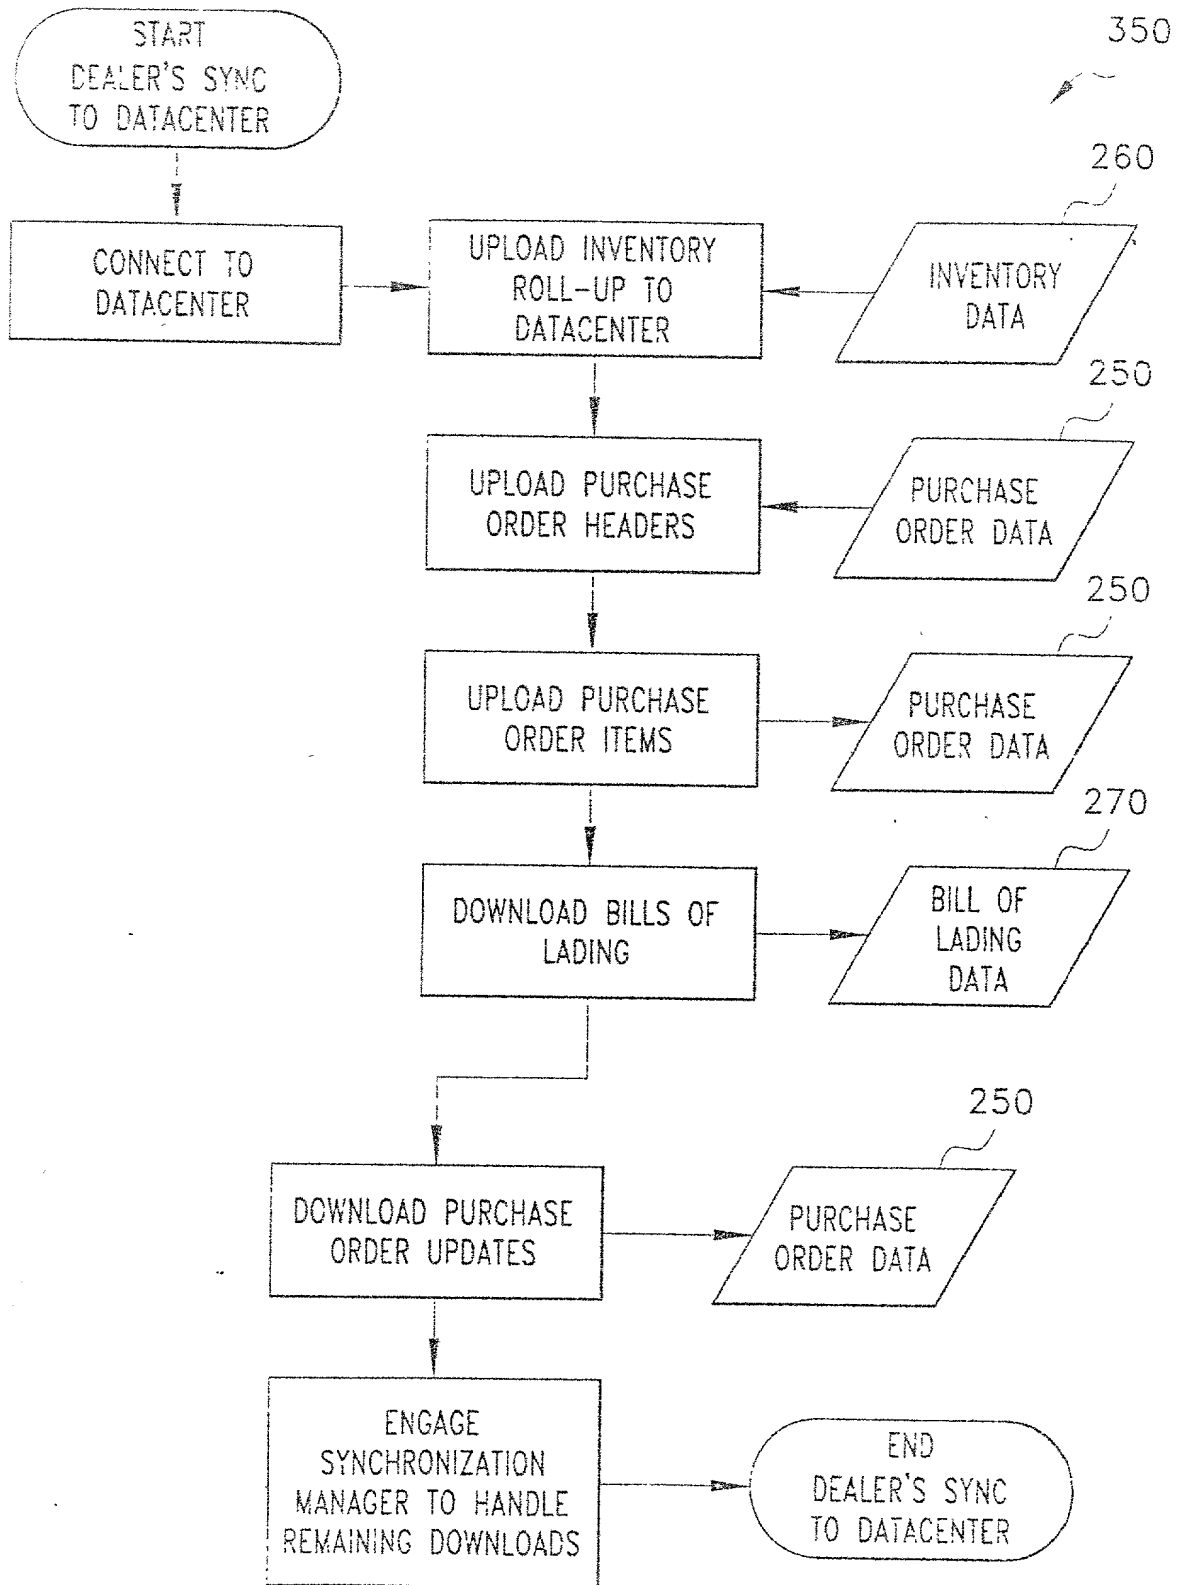 START
DEALER'S SYNC
TO DATACENTER
350
260
CONNECT TO
DATACENTER
UPLOAD INVENTORY
ROLL-UP TO
DATACENTER
INVENTORY
DATA
250
UPLOAD PURCHASE
ORDER HEADERS
PURCHASE
ORDER DATA
250
UPLOAD PURCHASE
ORDER ITEMS
PURCHASE
ORDER DATA
270
DOWNLOAD BILLS OF
LADING
BILL OF
LADING
DATA
250
DOWNLOAD PURCHASE
ORDER UPDATES
PURCHASE
ORDER DATA
ENGAGE
SYNCHRONIZATION
MANAGER TO HANDLE
REMAINING DOWNLOADS
END
DEALER'S SYNC
TO DATACENTER